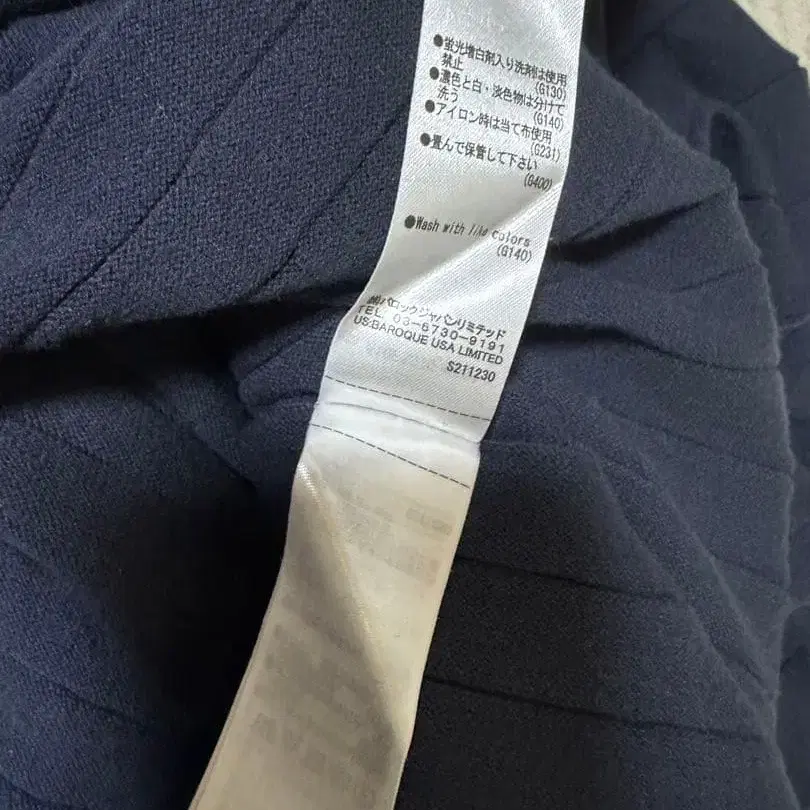 ●蛍光増白剤入り洗剤は使用
禁止
(G130)
●濃色と白・淡色物は分けて
洗う
(G140)
●アイロン時は当て布使用
(G231)
●畳んで保管して下さい
(G400)
●Wash with like colors
(G140)
㈱バロックジャパンリミテッド
TEL. 03-6730-9191
US:BAROQUE USA LIMITED
S211230